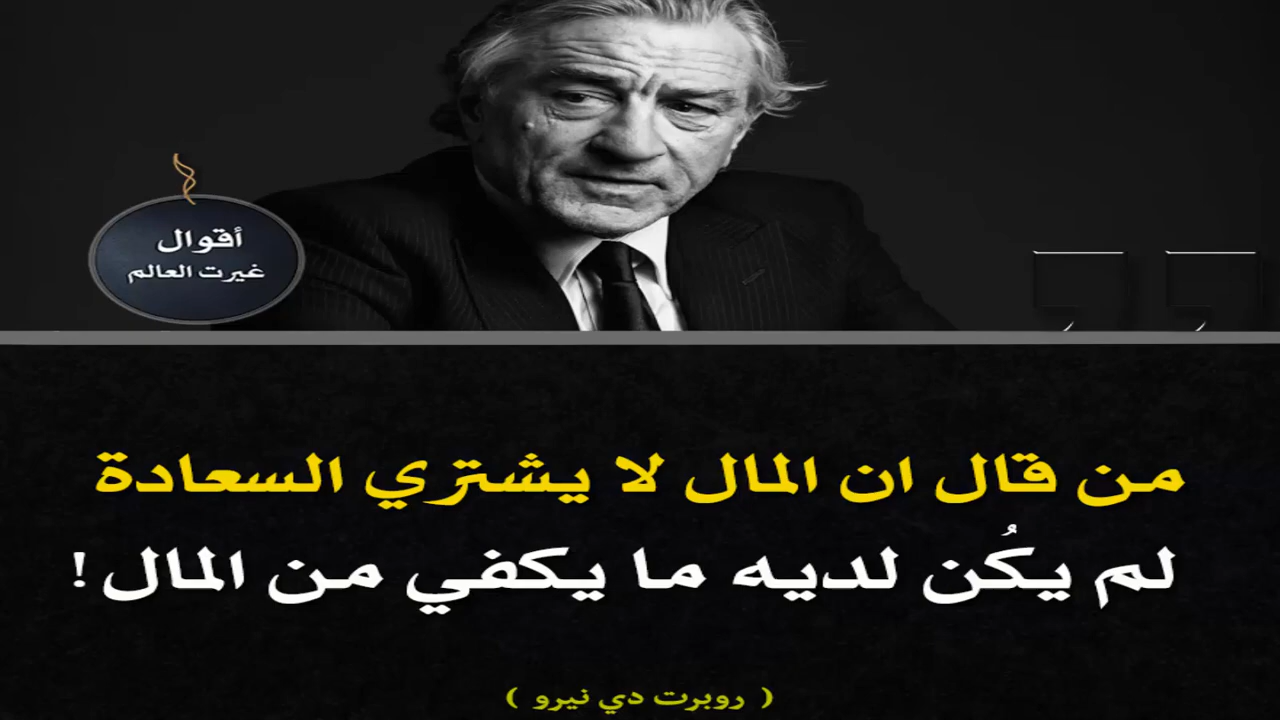 أقوال
غيرت العالم
من قال ان المال لا يشتري السعادة
لم يكُن لديه ما يكفي من المال!
( روبرت دي نيرو )